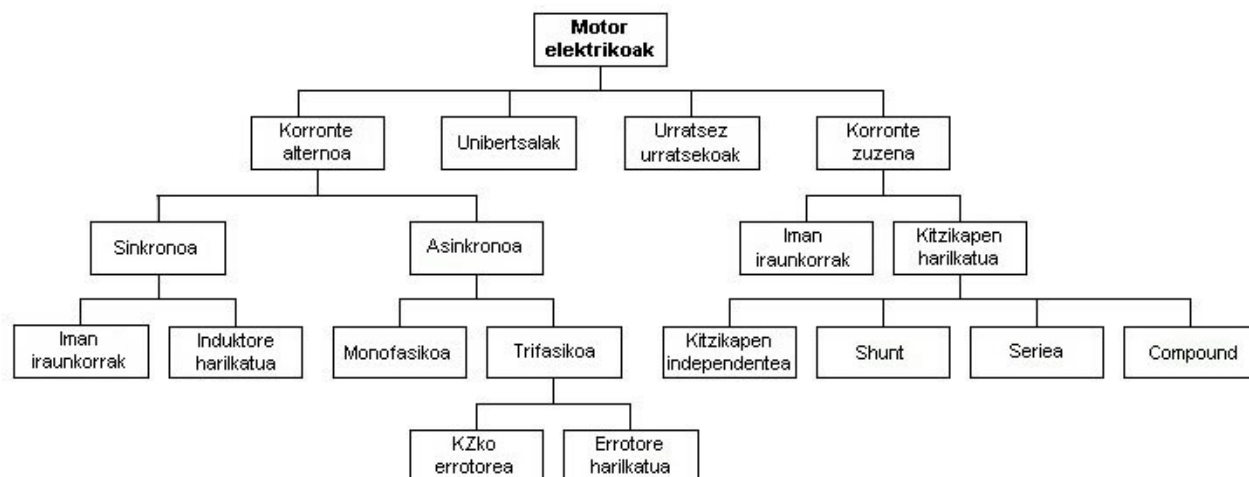 Motor
elektrikoak
Korronte
alternoa
Unibertsalak
Urratsez
urratsekoak
Korronte
zuzena
Sinkronoa
Asinkronoa
Iman
iraunkorrak
Kitzikapen
harilkatua
Iman
iraunkorrak
Induktore
harilkatua
Monofasikoa
Trifasikoa
Kitzikapen
independentea
Shunt
Seriea
Compound
KZko
errotorea
Errotore
harilkatua